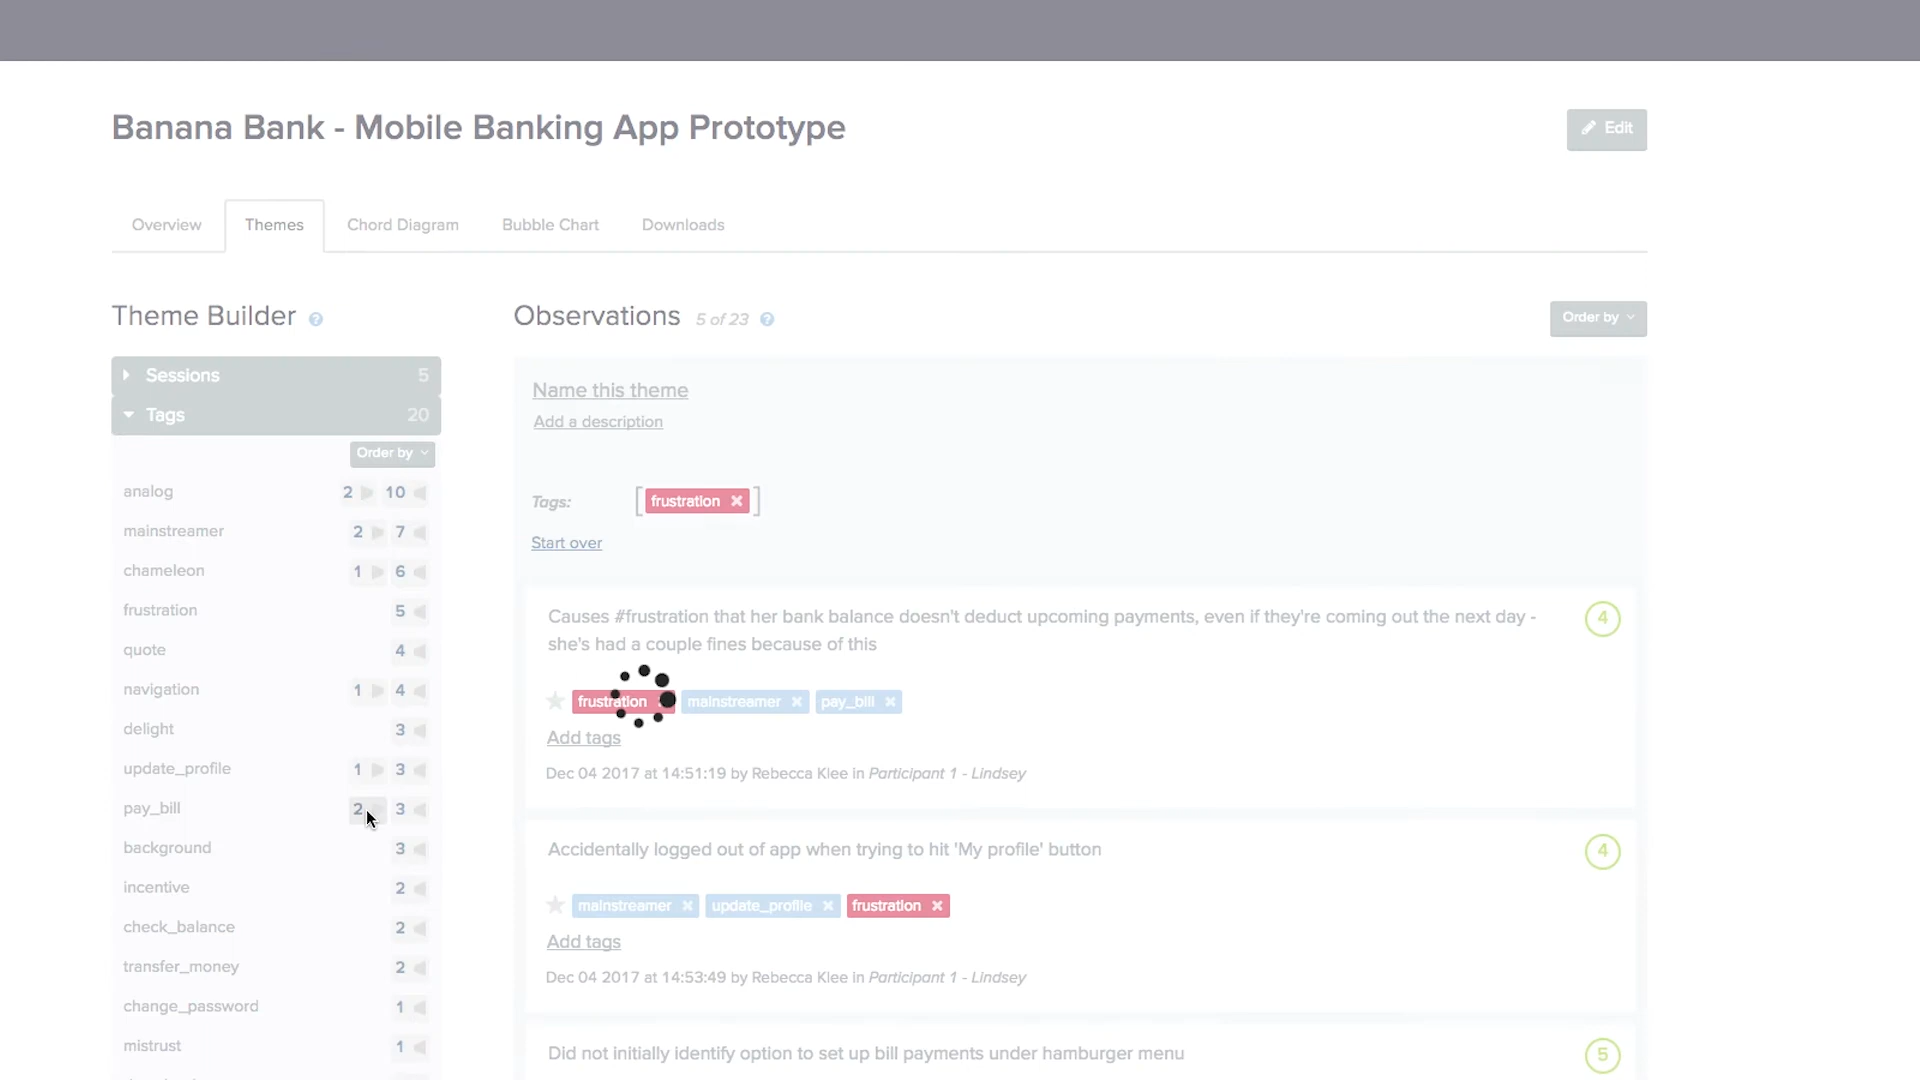 Banana Bank - Mobile Banking App Prototype
Edit
Overview
Themes
Chord Diagram
Bubble Chart
Downloads
Theme Builder ?
Observations 5 of 23 ?
Order by
Sessions 5
Tags 20
Order by
analog 2 10
mainstreamer 2 7
chameleon 1 6
frustration 5
quote 4
navigation 1 4
delight 3
update_profile 1 3
pay_bill 2 3
background 3
incentive 2
check_balance 2
transfer_money 2
change_password 1
mistrust 1
Name this theme
Add a description
Tags: [ frustration × ]
Start over
Causes #frustration that her bank balance doesn't deduct upcoming payments, even if they're coming out the next day -
she's had a couple fines because of this
4
frustration mainstreamer × pay_bill ×
Add tags
Dec 04 2017 at 14:51:19 by Rebecca Klee in Participant 1 - Lindsey
Accidentally logged out of app when trying to hit 'My profile' button
4
mainstreamer × update_profile × frustration ×
Add tags
Dec 04 2017 at 14:53:49 by Rebecca Klee in Participant 1 - Lindsey
Did not initially identify option to set up bill payments under hamburger menu
5